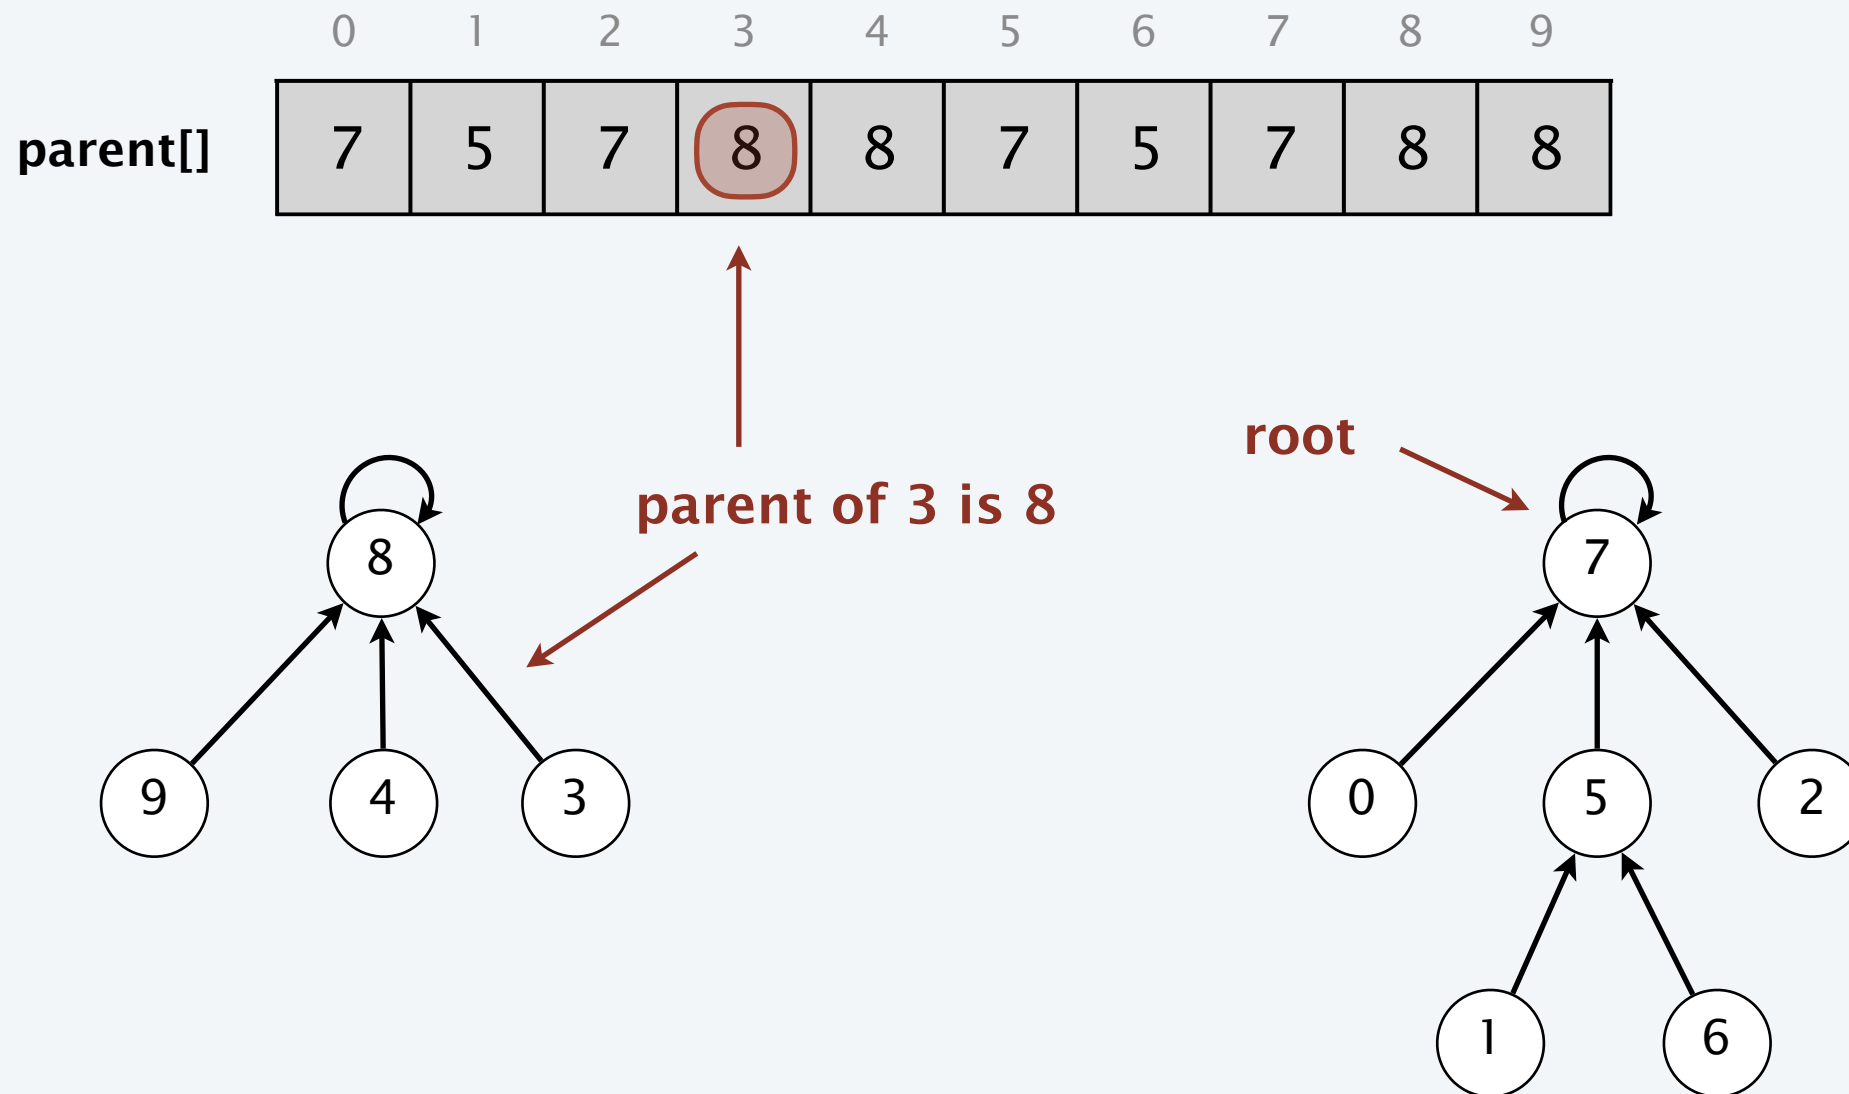 0 1 2 3 4 5 6 7 8 9
parent[] 7 5 7 8 8 7 5 7 8 8
root
parent of 3 is 8
8 7
9 4 3 0 5 2
1 6